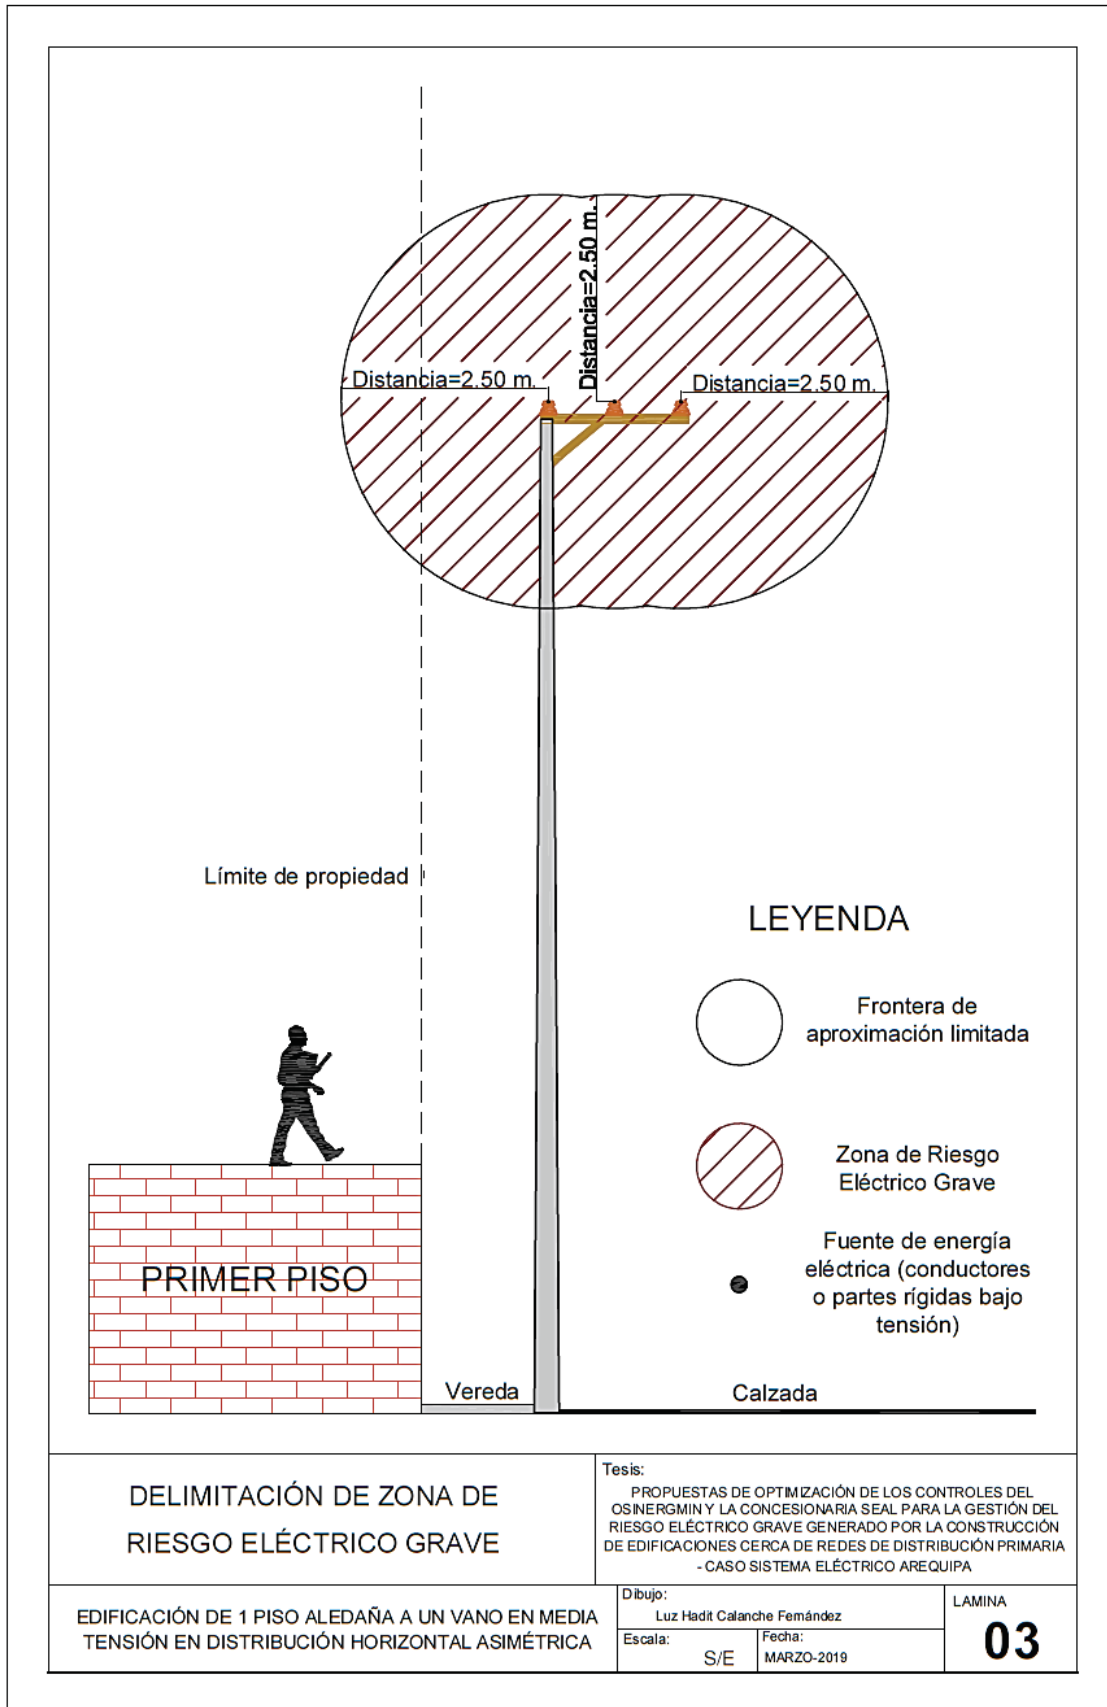 Distancia=2.50 m.
Distancia=2.50 m.
Distancia=2.50 m.
Límite de propiedad
LEYENDA
Frontera de
aproximación limitada
Zona de Riesgo
Eléctrico Grave
Fuente de energía
eléctrica (conductores
o partes rígidas bajo
tensión)
PRIMER PISO
Vereda
Calzada
DELIMITACIÓN DE ZONA DE
RIESGO ELÉCTRICO GRAVE
Tesis:
PROPUESTAS DE OPTIMIZACIÓN DE LOS CONTROLES DEL
OSINERGMIN Y LA CONCESIONARIA SEAL PARA LA GESTIÓN DEL
RIESGO ELÉCTRICO GRAVE GENERADO POR LA CONSTRUCCIÓN
DE EDIFICACIONES CERCA DE REDES DE DISTRIBUCIÓN PRIMARIA
- CASO SISTEMA ELÉCTRICO AREQUIPA
EDIFICACIÓN DE 1 PISO ALEDAÑA A UN VANO EN MEDIA
TENSIÓN EN DISTRIBUCIÓN HORIZONTAL ASIMÉTRICA
Dibujo:
Luz Hadit Calanche Fernández
Escala:
S/E
Fecha:
MARZO-2019
LAMINA
03